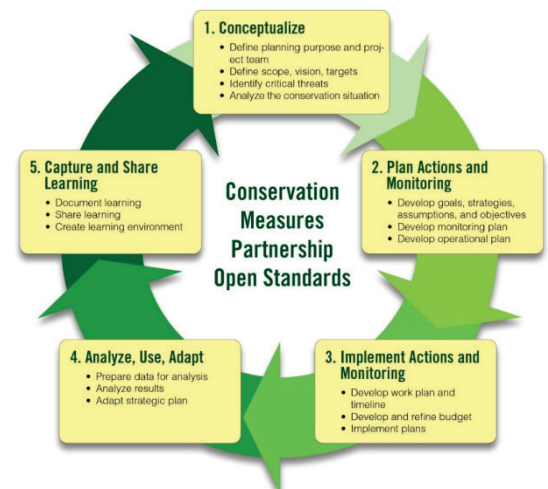 1. Conceptualize
• Define planning purpose and proj-
ect team
• Define scope, vision, targets
• Identify critical threats
• Analyze the conservation situation
2. Plan Actions and
Monitoring
• Develop goals, strategies,
assumptions, and objectives
• Develop monitoring plan
• Develop operational plan
3. Implement Actions and
Monitoring
• Develop work plan and
timeline
• Develop and refine budget
• Implement plans
4. Analyze, Use, Adapt
• Prepare data for analysis
• Analyze results
• Adapt strategic plan
5. Capture and Share
Learning
• Document learning
• Share learning
• Create learning environment
Conservation
Measures
Partnership
Open Standards